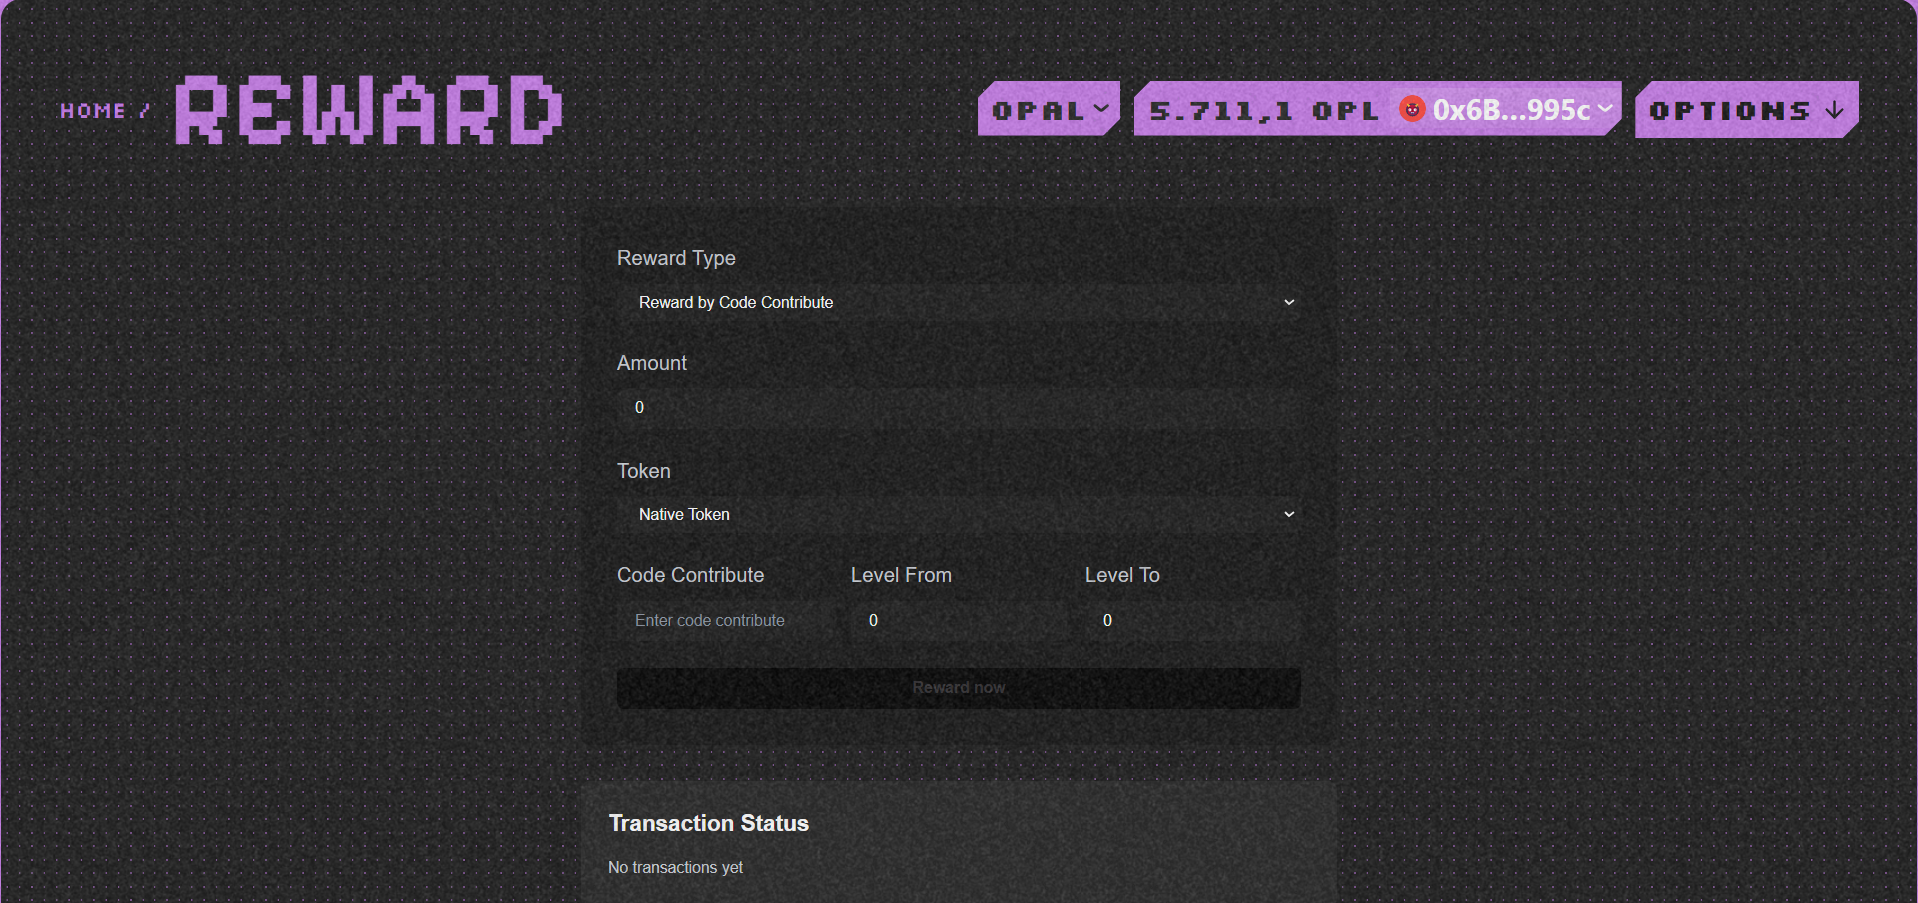 HOME / REWARD
OPAL
5.711,1 OPL 0x6B...995c
OPTIONS ↓
Reward Type
Reward by Code Contribute
Amount
0
Token
Native Token
Code Contribute Level From Level To
Enter code contribute 0 0
Reward now
Transaction Status
No transactions yet